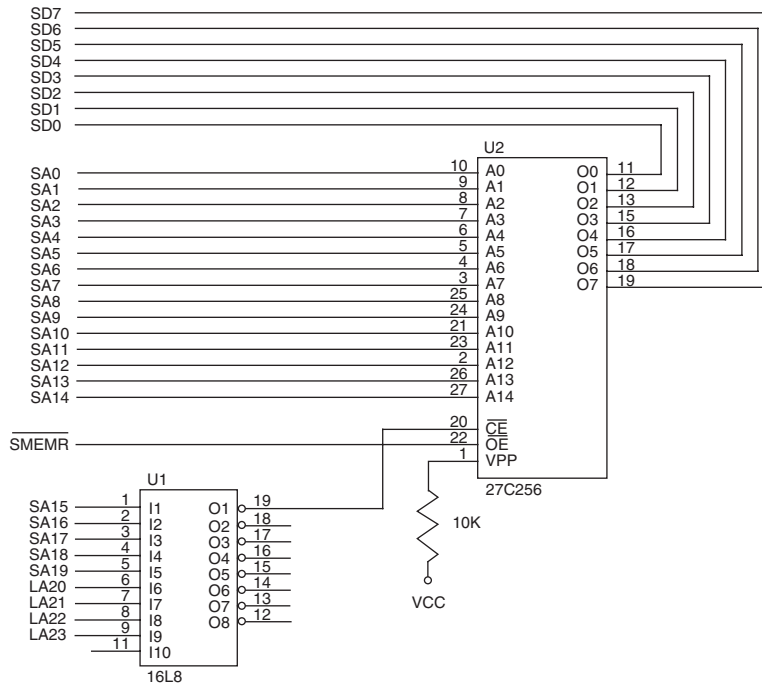 SD7
SD6
SD5
SD4
SD3
SD2
SD1
SD0
U2
SA0 10 A0 O0 11
SA1 9 A1 O1 12
SA2 8 A2 O2 13
SA3 7 A3 O3 15
SA4 6 A4 O4 16
SA5 5 A5 O5 17
SA6 4 A6 O6 18
SA7 3 A7 O7 19
SA8 25 A8
SA9 24 A9
SA10 21 A10
SA11 23 A11
SA12 2 A12
SA13 26 A13
SA14 27 A14
20 CE
SMEMR 22 OE
1 VPP
27C256
10K
VCC
U1
SA15 1 I1 O1 19
SA16 2 I2 O2 18
SA17 3 I3 O3 17
SA18 4 I4 O4 16
SA19 5 I5 O5 15
LA20 6 I6 O6 14
LA21 7 I7 O7 13
LA22 8 I8 O8 12
LA23 9 I9
11 I10
16L8